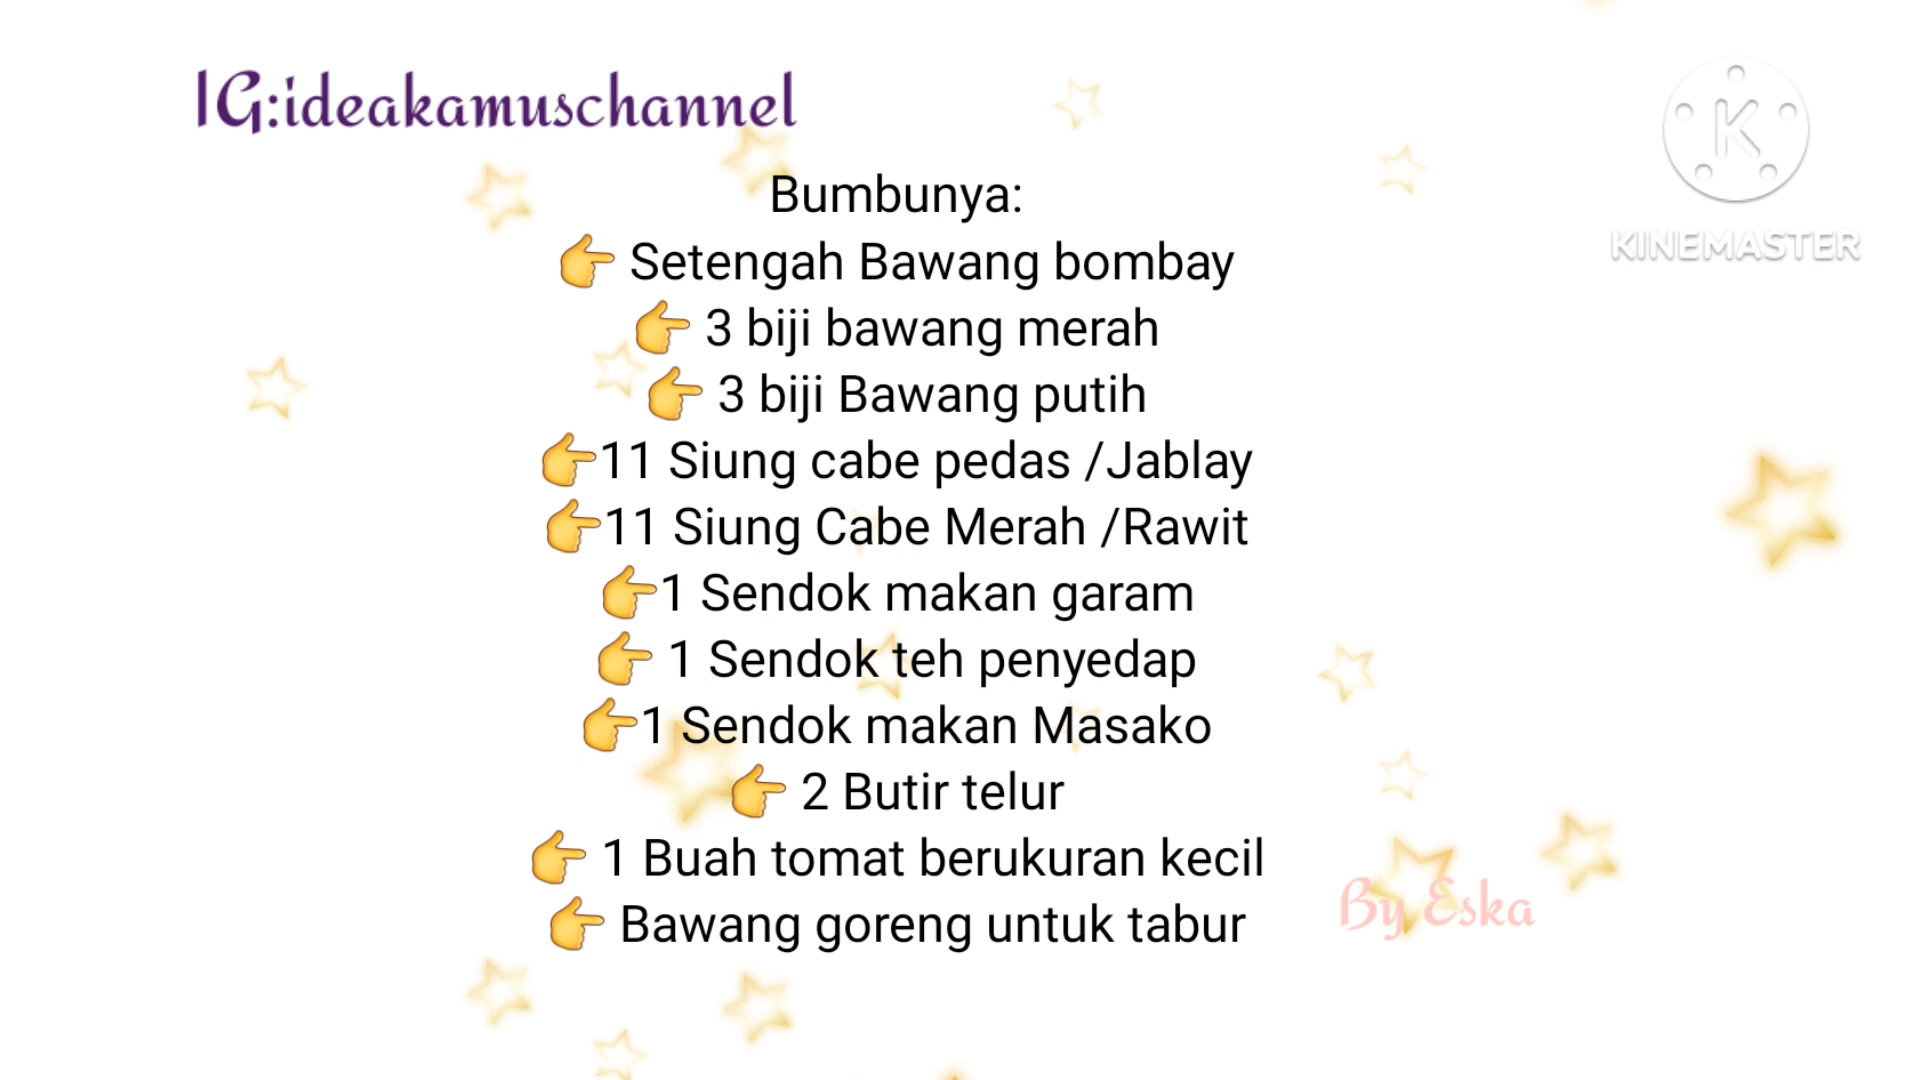 IG:ideakamuschannel
KINEMASTER
Bumbunya:
👉 Setengah Bawang bombay
👉 3 biji bawang merah
👉 3 biji Bawang putih
👉11 Siung cabe pedas /Jablay
👉11 Siung Cabe Merah /Rawit
👉1 Sendok makan garam
👉 1 Sendok teh penyedap
👉1 Sendok makan Masako
👉 2 Butir telur
👉 1 Buah tomat berukuran kecil
👉 Bawang goreng untuk tabur
By Eska